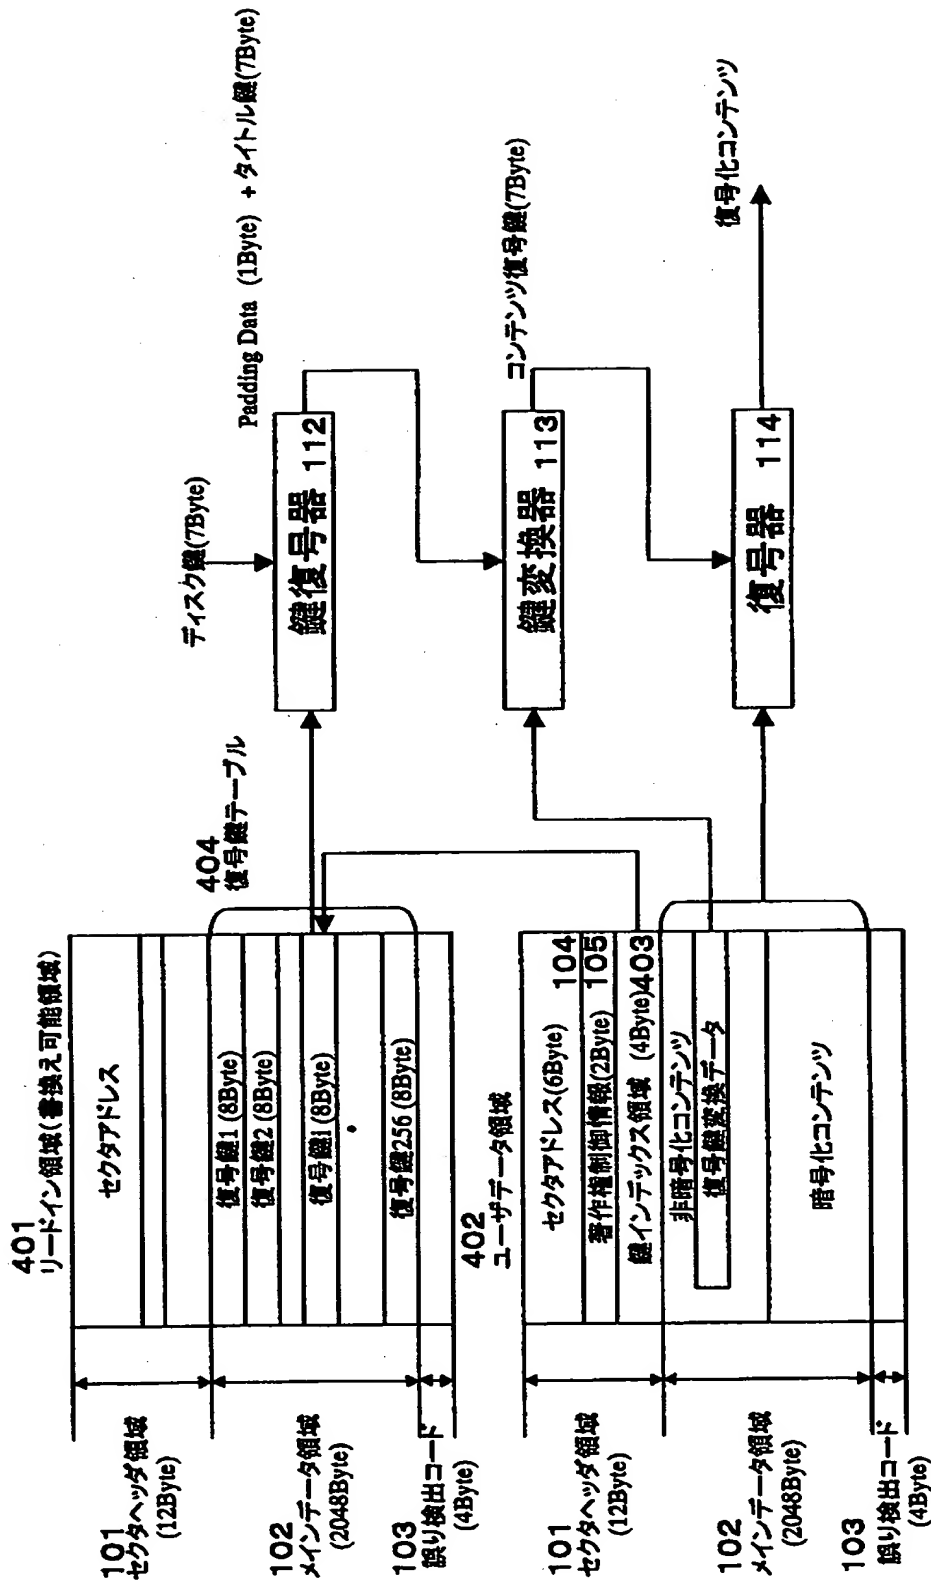 401
リードイン領域(書換え可能領域)
101
セクタヘッダ領域
(12Byte)
102
メインデータ領域
(2048Byte)
103
誤り検出コード
(4Byte)
セクタアドレス
復号鍵1 (8Byte)
復号鍵2 (8Byte)
復号鍵I (8Byte)
復号鍵256 (8Byte)
404
復号鍵テーブル
ディスク鍵(7Byte)
鍵復号器 112
Padding Data (1Byte) + タイトル鍵(7Byte)
402
ユーザデータ領域
101
セクタヘッダ領域
(12Byte)
102
メインデータ領域
(2048Byte)
103
誤り検出コード
(4Byte)
セクタアドレス(6Byte) 104
著作権制御情報(2Byte) 105
鍵インデックス領域 (4Byte)403
非暗号化コンテンツ
復号鍵変換データ
暗号化コンテンツ
鍵変換器 113
コンテンツ復号鍵(7Byte)
復号器 114
復号化コンテンツ